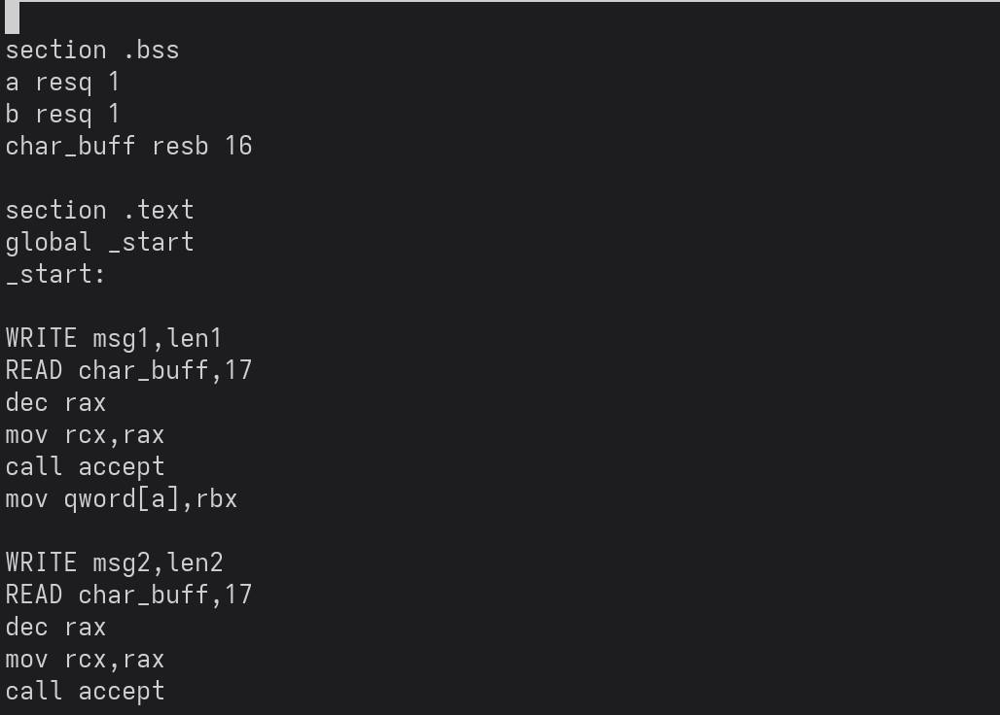 section .bss
a resq 1
b resq 1
char_buff resb 16
section .text
global _start
_start:
WRITE msg1,len1
READ char_buff,17
dec rax
mov rcx,rax
call accept
mov qword[a],rbx
WRITE msg2,len2
READ char_buff,17
dec rax
mov rcx,rax
call accept